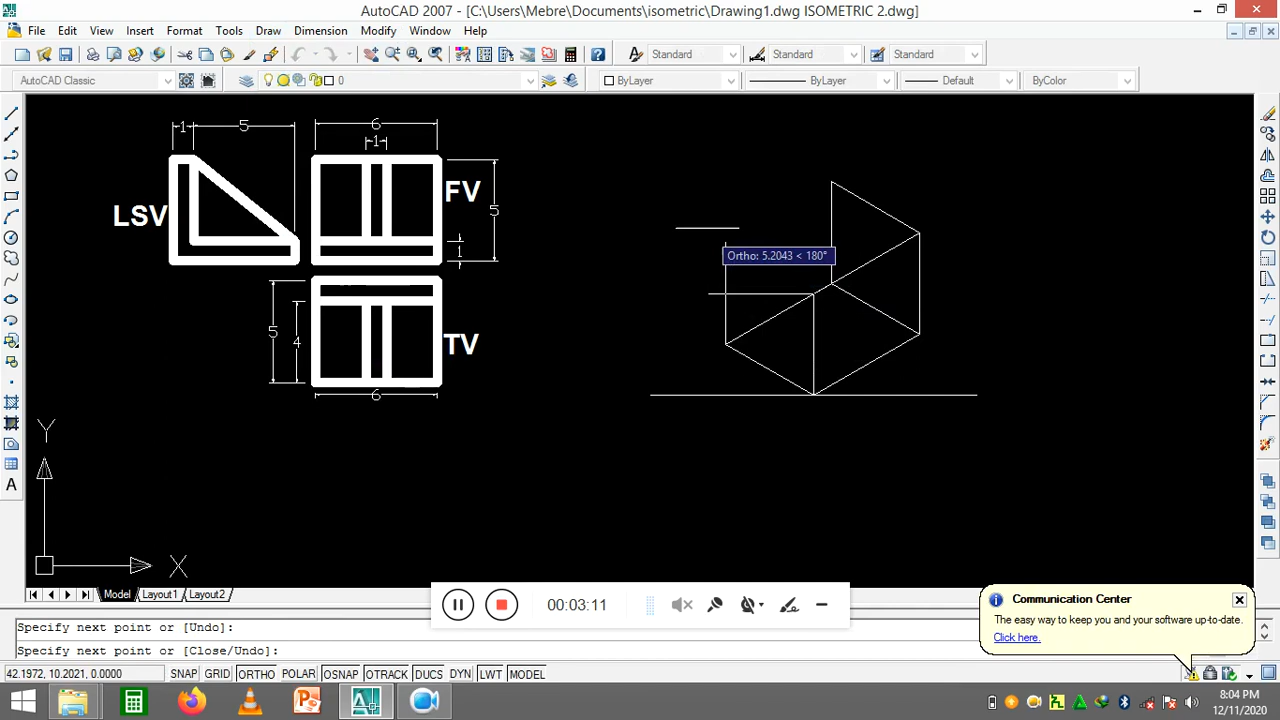 AutoCAD 2007 - [C:\Users\Mebre\Documents\isometric\Drawing1.dwg ISOMETRIC 2.dwg]
File Edit View Insert Format Tools Draw Dimension Modify Window Help
Standard Standard Standard
AutoCAD Classic 0 ByLayer ByLayer Default ByColor
1 5 6
1
FV
LSV 5
1
5 4 TV
6
Ortho: 5.2043 < 180°
Y
X
Model Layout1 Layout2
00:03:11
Communication Center
The easy way to keep you and your software up-to-date.
Click here.
Specify next point or [Undo]:
Specify next point or [Close/Undo]:
42.1972, 10.2021, 0.0000 SNAP GRID ORTHO POLAR OSNAP OTRACK DUCS DYN LWT MODEL
8:04 PM
12/11/2020